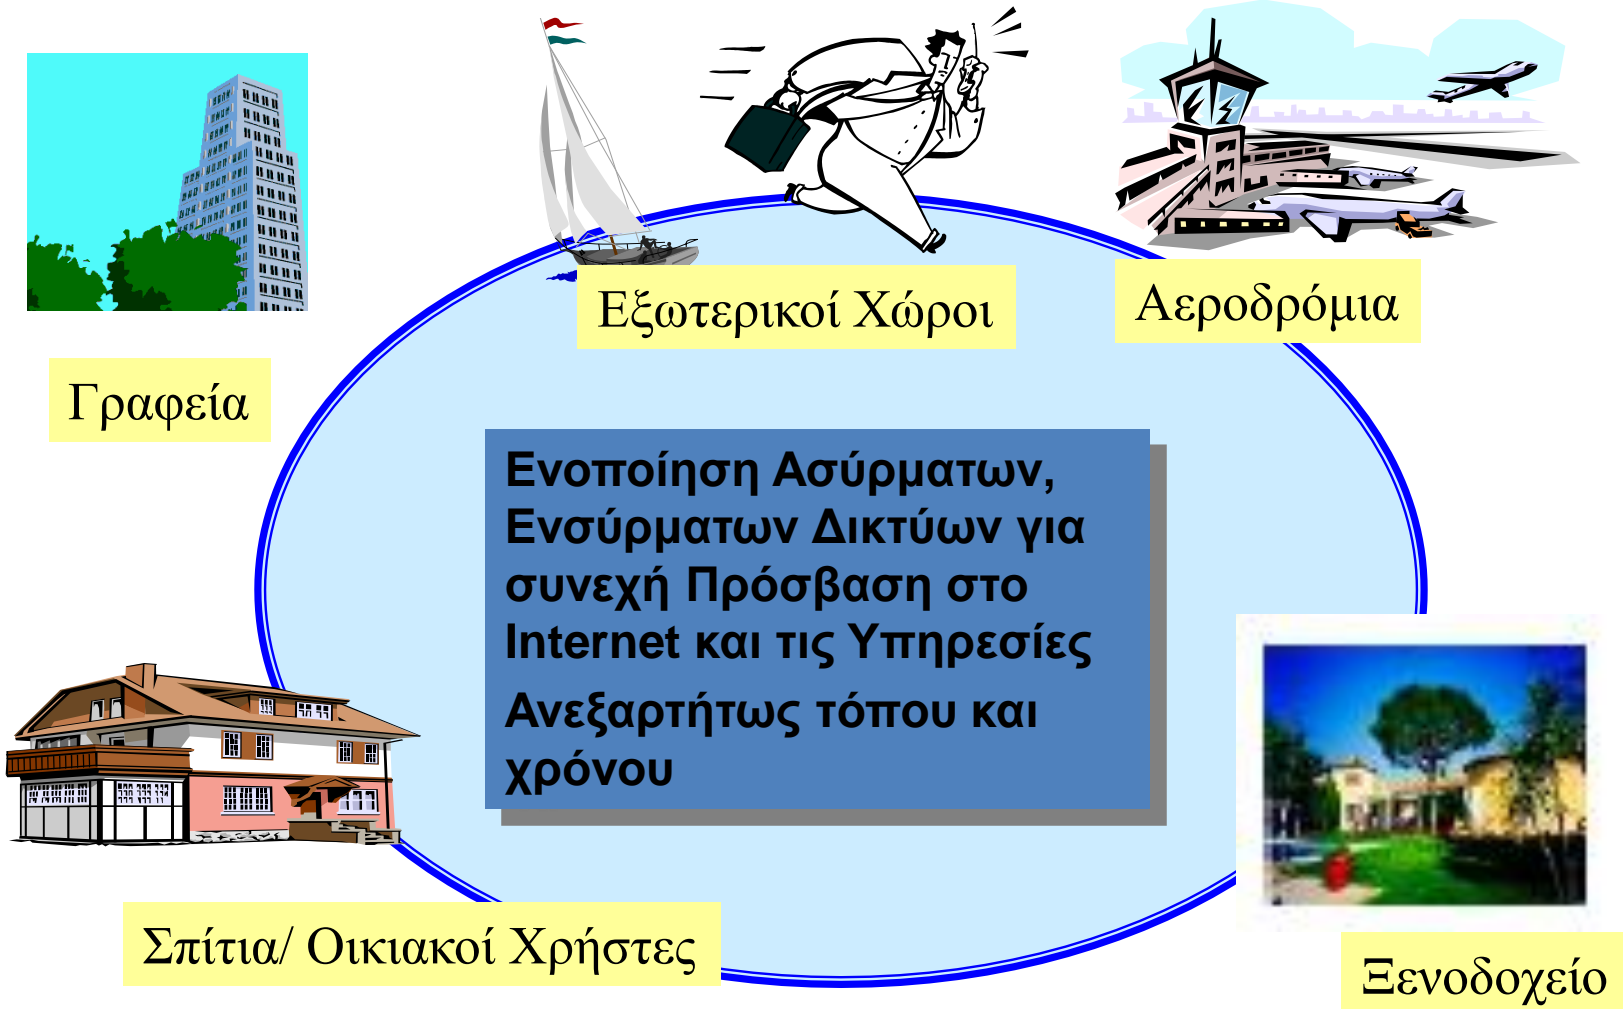 Εξωτερικοί Χώροι
Αεροδρόμια
Γραφεία
Ενοποίηση Ασύρματων,
Ενσύρματων Δικτύων για
συνεχή Πρόσβαση στο
Internet και τις Υπηρεσίες
Ανεξαρτήτως τόπου και
χρόνου
Σπίτια/ Οικιακοί Χρήστες
Ξενοδοχείο